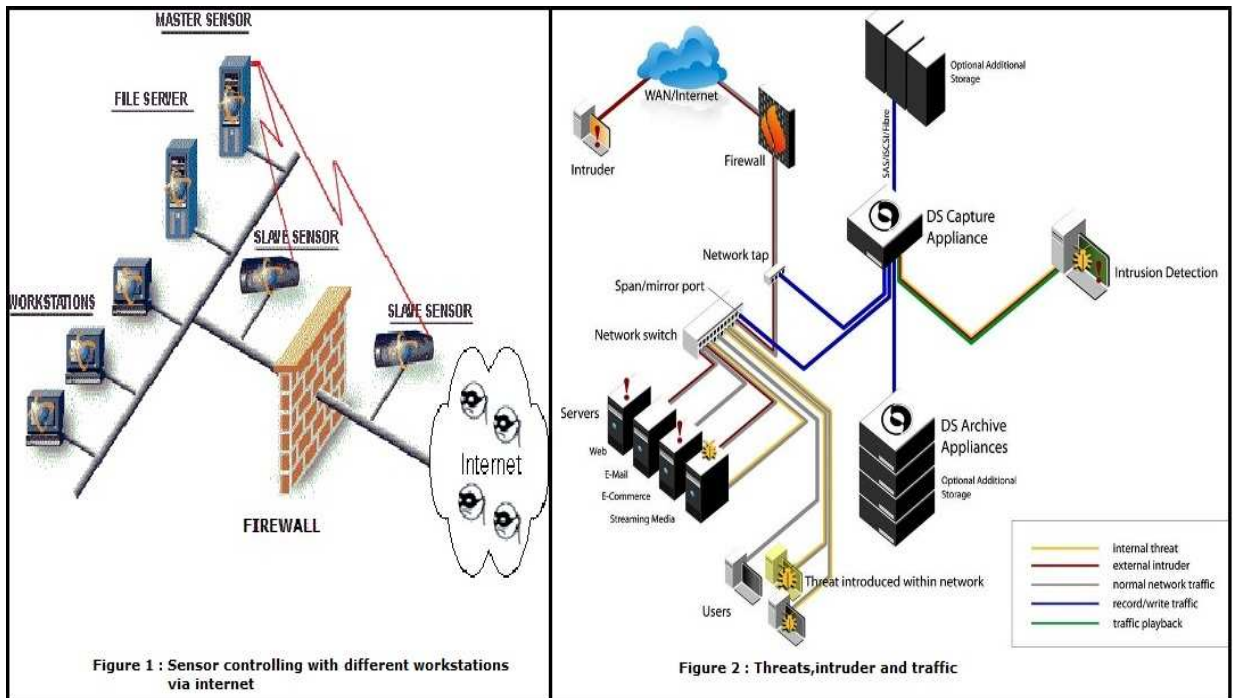 MASTER SENSOR
FILE SERVER
SLAVE SENSOR
WORKSTATIONS
SLAVE SENSOR
Internet
FIREWALL
Figure 1 : Sensor controlling with different workstations
via internet
WAN/Internet
Optional Additional
Storage
Intruder
Firewall
SAS/iSCSI/Fibre
DS Capture
Appliance
Network tap
Intrusion Detection
Span/mirror port
Network switch
Servers
Web
E-Mail
E-Commerce
Streaming Media
DS Archive
Appliances
Optional Additional
Storage
Threat introduced within network
Users
internal threat
external intruder
normal network traffic
record/write traffic
traffic playback
Figure 2 : Threats,intruder and traffic